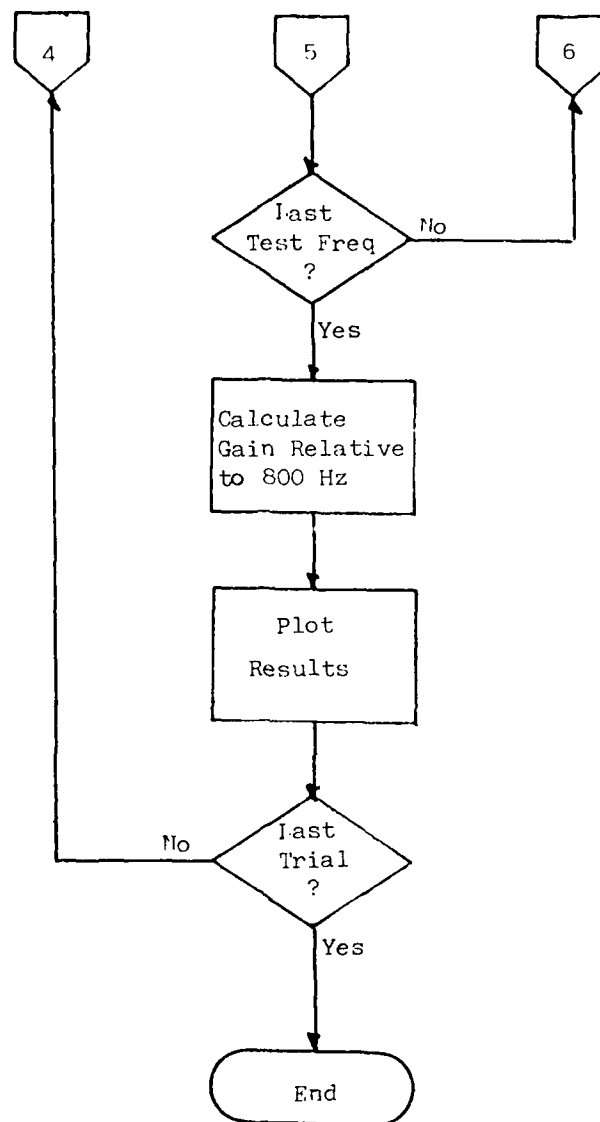 4
5
6
Last
Test Freq
?
No
Yes
Calculate
Gain Relative
to 800 Hz
Plot
Results
Last
Trial
?
No
Yes
End